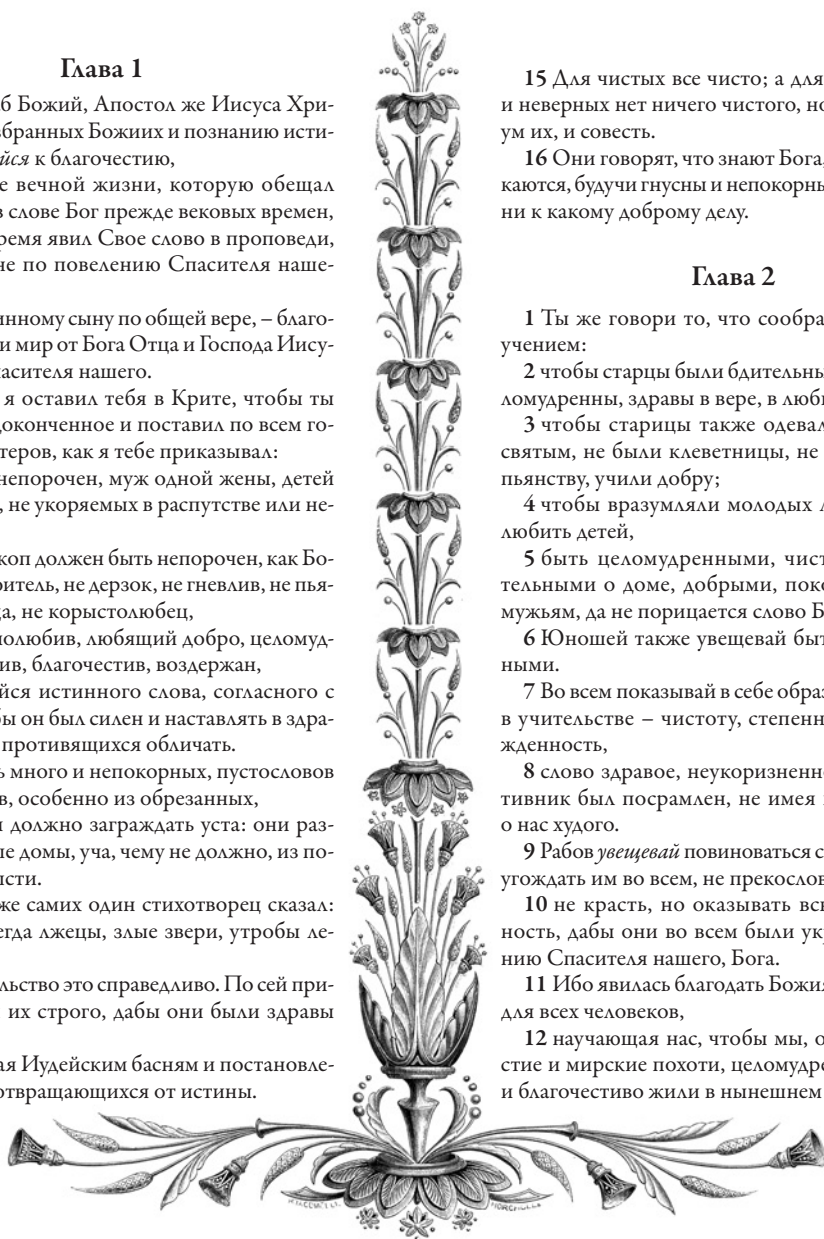 Глава 1
б Божий, Апостол же Иисуса Хри-
збранных Божиих и познанию исти-
йся к благочестию,
е вечной жизни, которую обещал
в слове Бог прежде вековых времен,
ремя явил Свое слово в проповеди,
не по повелению Спасителя наше-
инному сыну по общей вере, – благо-
и мир от Бога Отца и Господа Иису-
асителя нашего.
я оставил тебя в Крите, чтобы ты
доконченное и поставил по всем го-
теров, как я тебе приказывал:
непорочен, муж одной жены, детей
, не укоряемых в распутстве или не-
коп должен быть непорочен, как Бо-
ритель, не дерзок, не гневлив, не пья-
ца, не корыстолюбец,
нолюбив, любящий добро, целомуд-
ив, благочестив, воздержан,
йся истинного слова, согласного с
бы он был силен и наставлять в здра-
противящихся обличать.
ь много и непокорных, пустословов
в, особенно из обрезанных,
м должно заграждать уста: они раз-
ые домы, уча, чему не должно, из по-
ысти.
же самих один стихотворец сказал:
егда лжецы, злые звери, утробы ле-
льство это справедливо. По сей при-
их строго, дабы они были здравы
ая Иудейским басням и постановле-
отвращающихся от истины.
15 Для чистых все чисто; а для
и неверных нет ничего чистого, но
ум их, и совесть.
16 Они говорят, что знают Бога,
каются, будучи гнусны и непокорны
ни к какому доброму делу.
Глава 2
1 Ты же говори то, что сообра
учением:
2 чтобы старцы были бдительны
ломудренны, здравы в вере, в люб
3 чтобы старицы также одевал
святым, не были клеветницы, не
пьянству, учили добру;
4 чтобы вразумляли молодых л
любить детей,
5 быть целомудренными, чист
тельными о доме, добрыми, поко
мужьям, да не порицается слово Б
6 Юношей также увещевай быт
ными.
7 Во всем показывай в себе образ
в учительстве – чистоту, степенн
жденность,
8 слово здравое, неукоризненн
тивник был посрамлен, не имея
о нас худого.
9 Рабов увещевай повиноваться с
угождать им во всем, не прекослов
10 не красть, но оказывать вс
ность, дабы они во всем были ук
нию Спасителя нашего, Бога.
11 Ибо явилась благодать Божия
для всех человеков,
12 научающая нас, чтобы мы, о
стие и мирские похоти, целомудре
и благочестиво жили в нынешнем